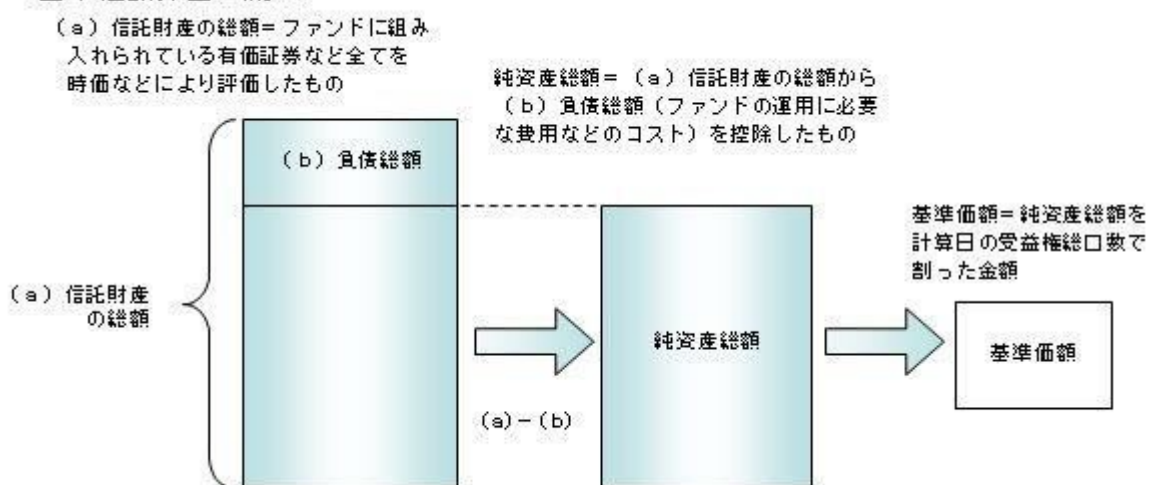 （a）信託財産の総額＝ファンドに組み
入れられている有価証券など全てを
時価などにより評価したもの
純資産総額＝（a）信託財産の総額から
（b）負債総額（ファンドの運用に必要
な費用などのコスト）を控除したもの
（b）負債総額
基準価額＝純資産総額を
計算日の受益権総口数で
割った金額
（a）信託財産
の総額
純資産総額
基準価額
（a）－（b）